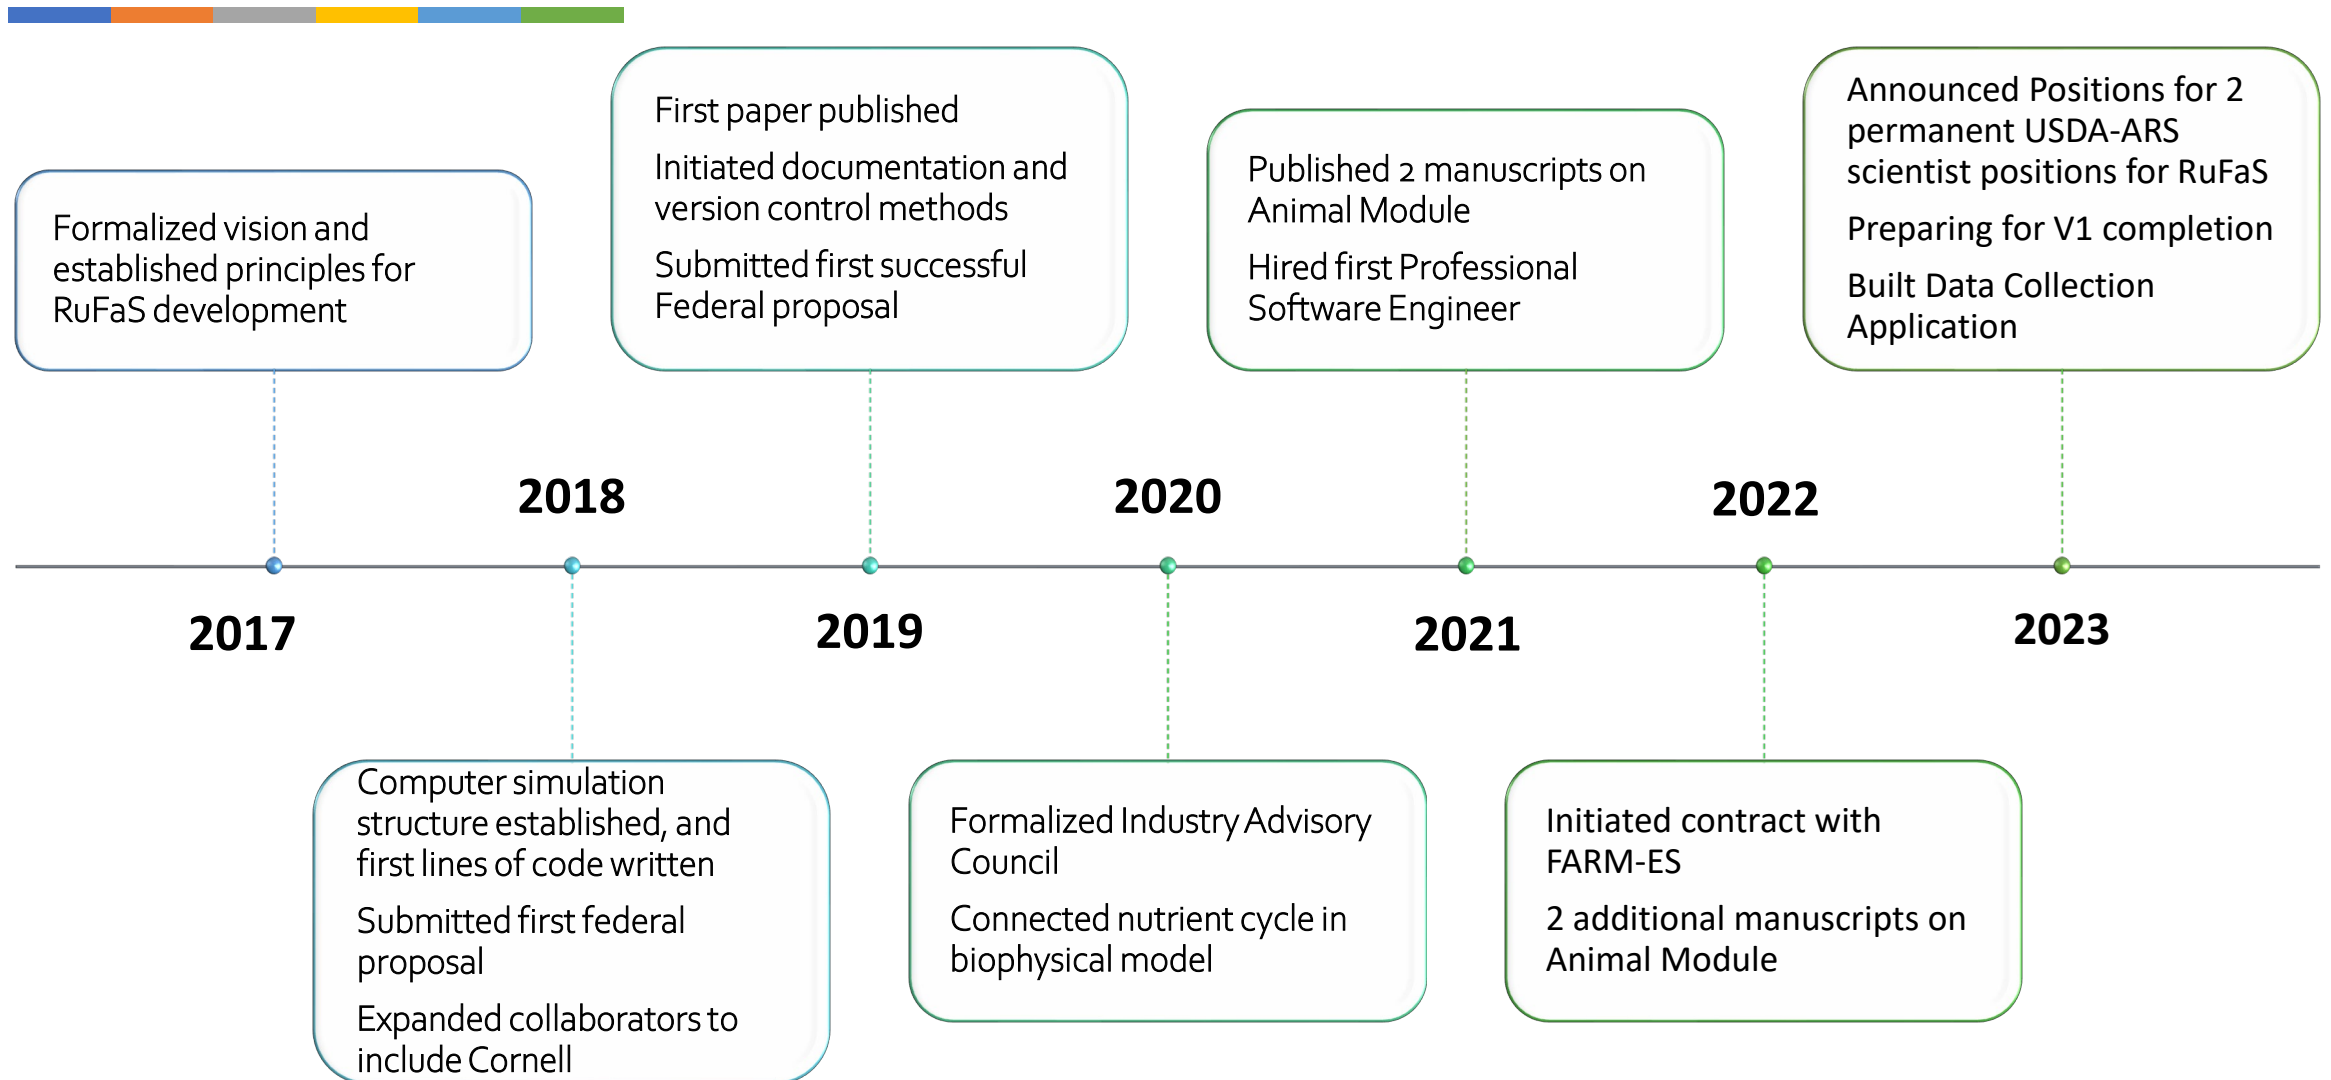 Formalized vision and
established principles for
RuFaS development
2017
2018
Computer simulation
structure established, and
first lines of code written
Submitted first federal
proposal
Expanded collaborators to
include Cornell
First paper published
Initiated documentation and
version control methods
Submitted first successful
Federal proposal
2019
2020
Formalized Industry Advisory
Council
Connected nutrient cycle in
biophysical model
Published 2 manuscripts on
Animal Module
Hired first Professional
Software Engineer
2021
2022
Initiated contract with
FARM-ES
2 additional manuscripts on
Animal Module
Announced Positions for 2
permanent USDA-ARS
scientist positions for RuFaS
Preparing for V1 completion
Built Data Collection
Application
2023